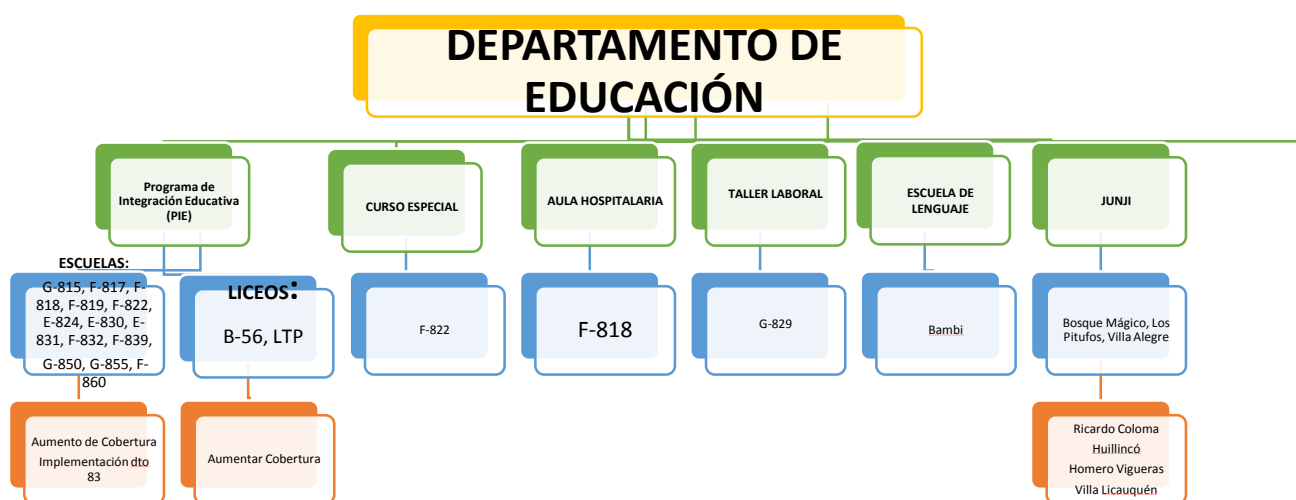 DEPARTAMENTO DE
EDUCACIÓN
Programa de
Integración Educativa
(PIE)
CURSO ESPECIAL
AULA HOSPITALARIA
TALLER LABORAL
ESCUELA DE
LENGUAJE
JUNJI
ESCUELAS:
G-815, F-817, F-
818, F-819, F-822,
E-824, E-830, E-
831, F-832, F-839,
G-850, G-855, F-
860
LICEOS:
B-56, LTP
F-822
F-818
G-829
Bambi
Bosque Mágico, Los
Pitufos, Villa Alegre
Aumento de Cobertura
Implementación dto
83
Aumentar Cobertura
Ricardo Coloma
Huillincó
Homero Vigueras
Villa Licauquén